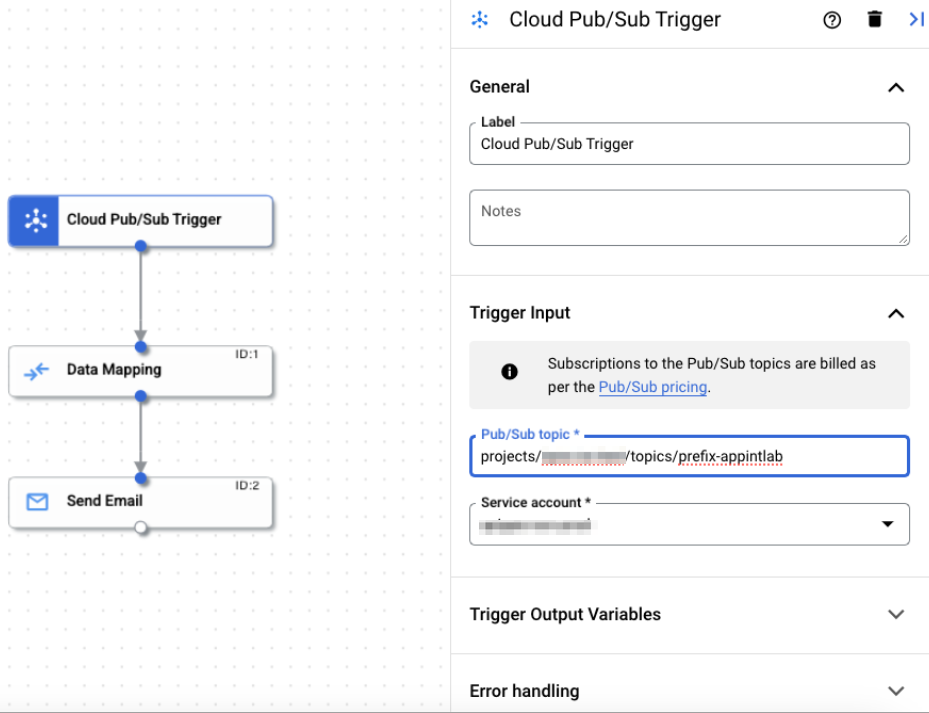 Cloud Pub/Sub Trigger
General
Label
Cloud Pub/Sub Trigger
Notes
Trigger Input
Subscriptions to the Pub/Sub topics are billed as
per the Pub/Sub pricing.
Pub/Sub topic *
projects/ /topics/prefix-appintlab
Service account *
Trigger Output Variables
Error handling
Cloud Pub/Sub Trigger
ID:1
Data Mapping
ID:2
Send Email